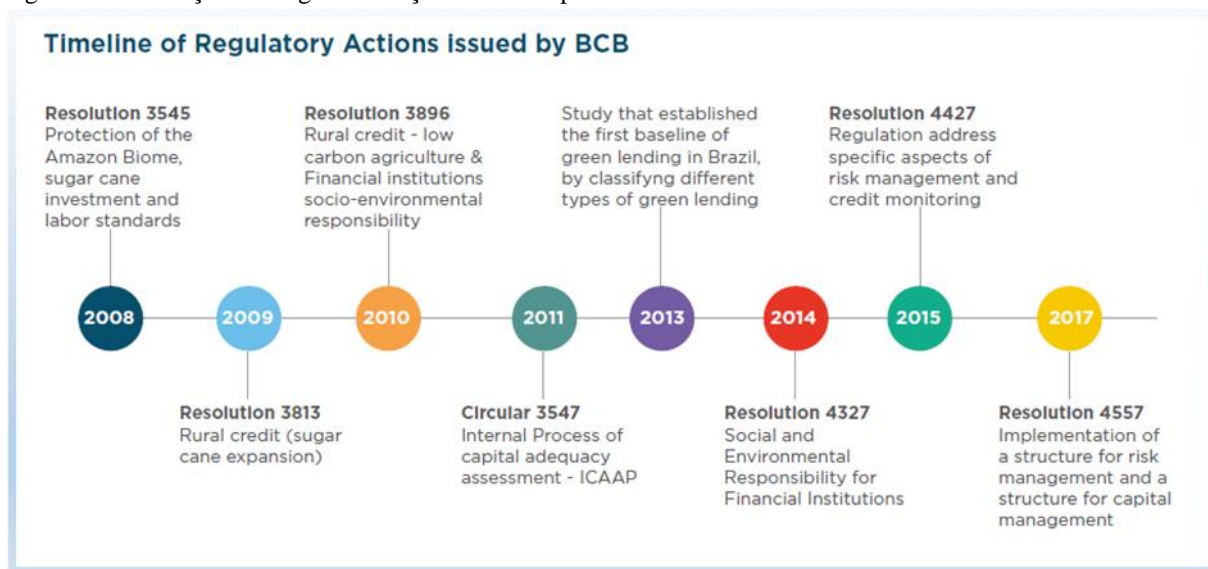 Timeline of Regulatory Actions issued by BCB
Resolution 3545
Protection of the
Amazon Biome,
sugar cane
investment and
labor standards
Resolution 3896
Rural credit - low
carbon agriculture &
Financial institutions
socio-environmental
responsibility
Study that established
the first baseline of
green lending in Brazil,
by classifyng different
types of green lending
Resolution 4427
Regulation address
specific aspects of
risk management and
credit monitoring
2008
2009
2010
2011
2013
2014
2015
2017
Resolution 3813
Rural credit (sugar
cane expansion)
Circular 3547
Internal Process of
capital adequacy
assessment - ICAAP
Resolution 4327
Social and
Environmental
Responsibility for
Financial Institutions
Resolution 4557
Implementation of
a structure for risk
management and a
structure for capital
management